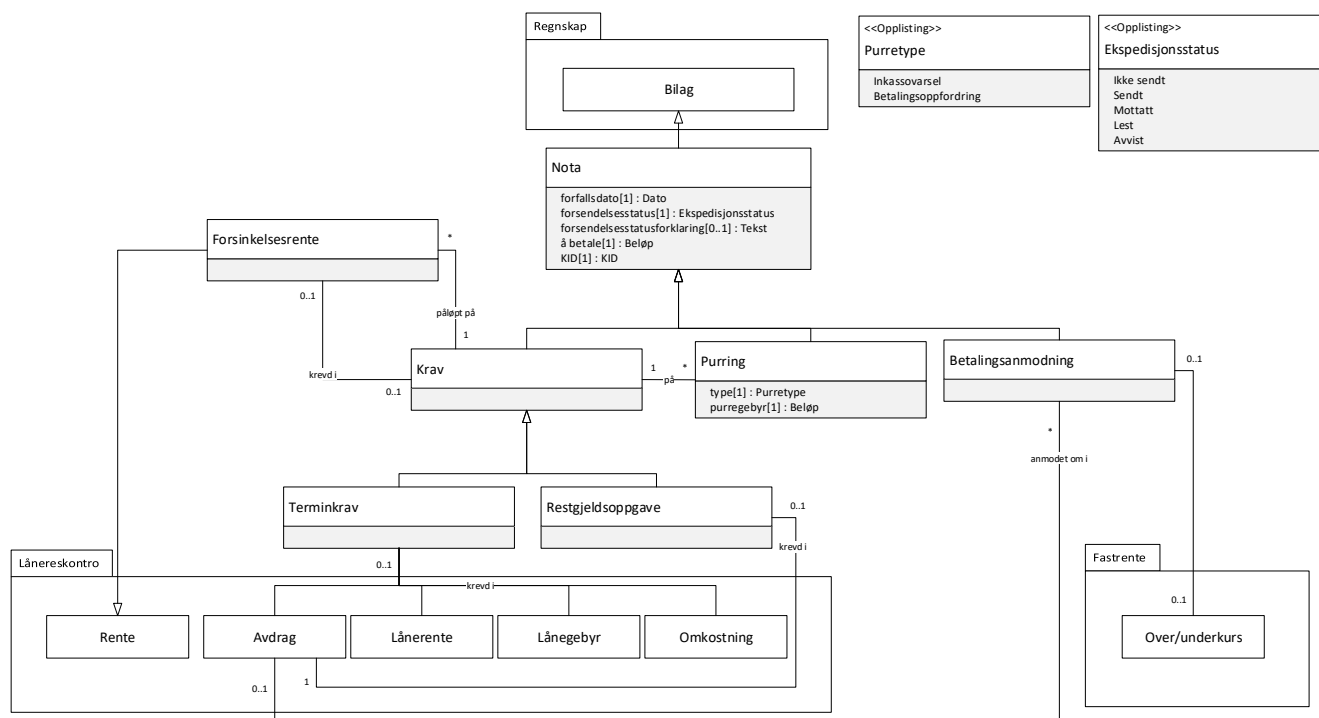 Regnskap
Bilag
<<Opplisting>>
Purretype
Inkassovarsel
Betalingsoppfordring
<<Opplisting>>
Ekspedisjonsstatus
Ikke sendt
Sendt
Mottatt
Lest
Avvist
Nota
forfallsdato[1] : Dato
forsendelsesstatus[1] : Ekspedisjonsstatus
forsendelsesstatusforklaring[0..1] : Tekst
å betale[1] : Beløp
KID[1] : KID
Forsinkelsesrente
*
0..1
påløpt på
1
krevd i
0..1
Krav
1
på
*
Purring
type[1] : Purretype
purregebyr[1] : Beløp
Betalingsanmodning
0..1
*
anmodet om i
Terminkrav
Restgjeldsoppgave
0..1
krevd i
0..1
krevd i
Lånereskontro
Rente
Avdrag
Lånerente
Lånegebyr
Omkostning
0..1
1
Fastrente
0..1
Over/underkurs